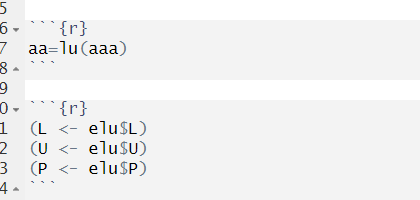 5
6 ```{r}
7 aa=lu(aaa)
8 ```
9
0 ```{r}
1 (L <- elu$L)
2 (U <- elu$U)
3 (P <- elu$P)
4 ```